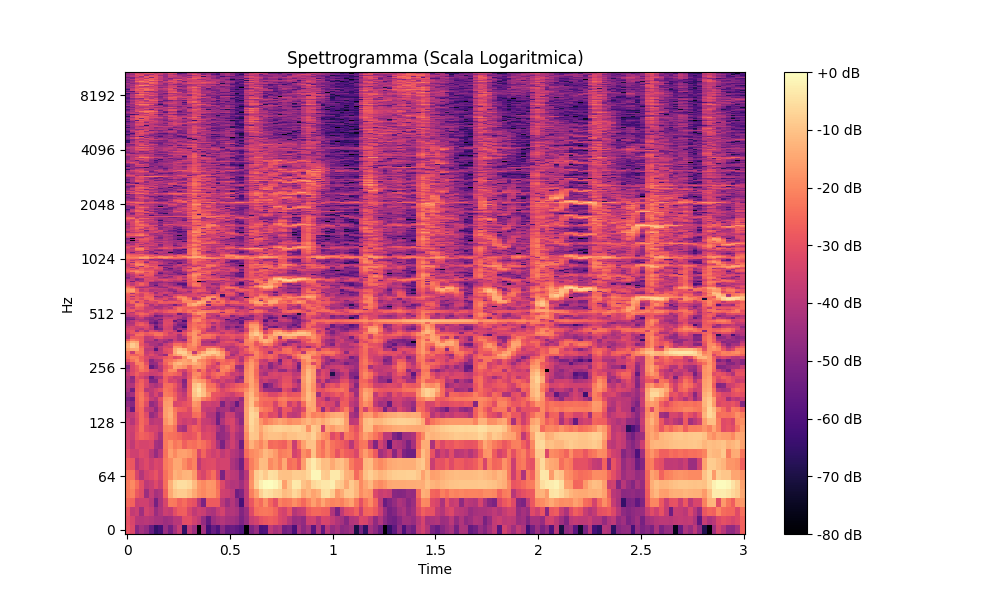 Spettrogramma (Scala Logaritmica)
Hz
8192
4096
2048
1024
512
256
128
64
0
0
0.5
1
1.5
2
2.5
3
Time
+0 dB
-10 dB
-20 dB
-30 dB
-40 dB
-50 dB
-60 dB
-70 dB
-80 dB